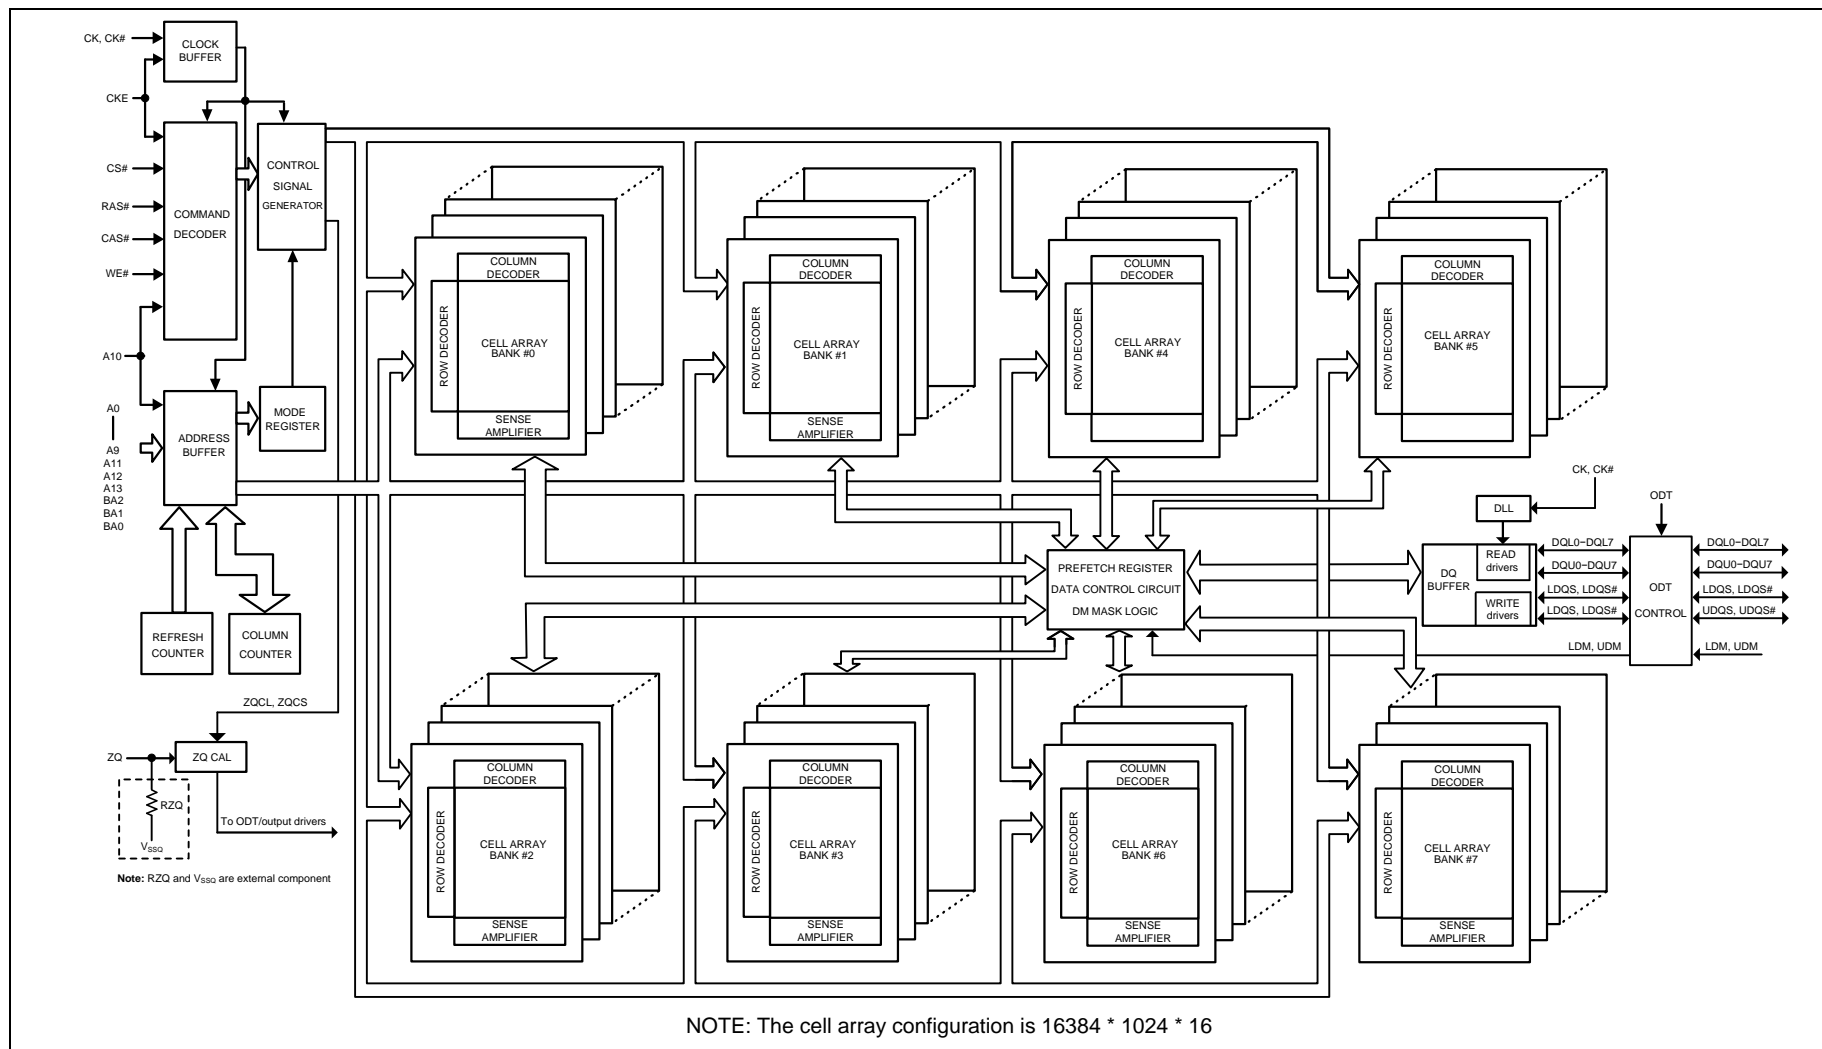 CK, CK#
CLOCK
BUFFER
CKE
CS#
RAS#
CAS#
WE#
COMMAND
DECODER
CONTROL
SIGNAL
GENERATOR
A10
A0
A9
A11
A12
A13
BA2
BA1
BA0
ADDRESS
BUFFER
MODE
REGISTER
REFRESH
COUNTER
COLUMN
COUNTER
ZQCL, ZQCS
ZQ
ZQ CAL
RZQ
VSSQ
To ODT/output drivers
Note: RZQ and VSSQ are external component
COLUMN
DECODER
ROW DECODER
CELL ARRAY
BANK #0
SENSE
AMPLIFIER
COLUMN
DECODER
ROW DECODER
CELL ARRAY
BANK #1
SENSE
AMPLIFIER
COLUMN
DECODER
ROW DECODER
CELL ARRAY
BANK #4
COLUMN
DECODER
ROW DECODER
CELL ARRAY
BANK #5
PREFETCH REGISTER
DATA CONTROL CIRCUIT
DM MASK LOGIC
CK, CK#
DLL
ODT
DQ
BUFFER
READ
drivers
WRITE
drivers
DQL0~DQL7
DQU0~DQU7
LDQS, LDQS#
LDQS, LDQS#
LDM, UDM
ODT
CONTROL
DQL0~DQL7
DQU0~DQU7
LDQS, LDQS#
UDQS, UDQS#
LDM, UDM
COLUMN
DECODER
ROW DECODER
CELL ARRAY
BANK #2
SENSE
AMPLIFIER
COLUMN
DECODER
ROW DECODER
CELL ARRAY
BANK #3
SENSE
AMPLIFIER
COLUMN
DECODER
ROW DECODER
CELL ARRAY
BANK #6
SENSE
AMPLIFIER
COLUMN
DECODER
ROW DECODER
CELL ARRAY
BANK #7
SENSE
AMPLIFIER
NOTE: The cell array configuration is 16384 * 1024 * 16